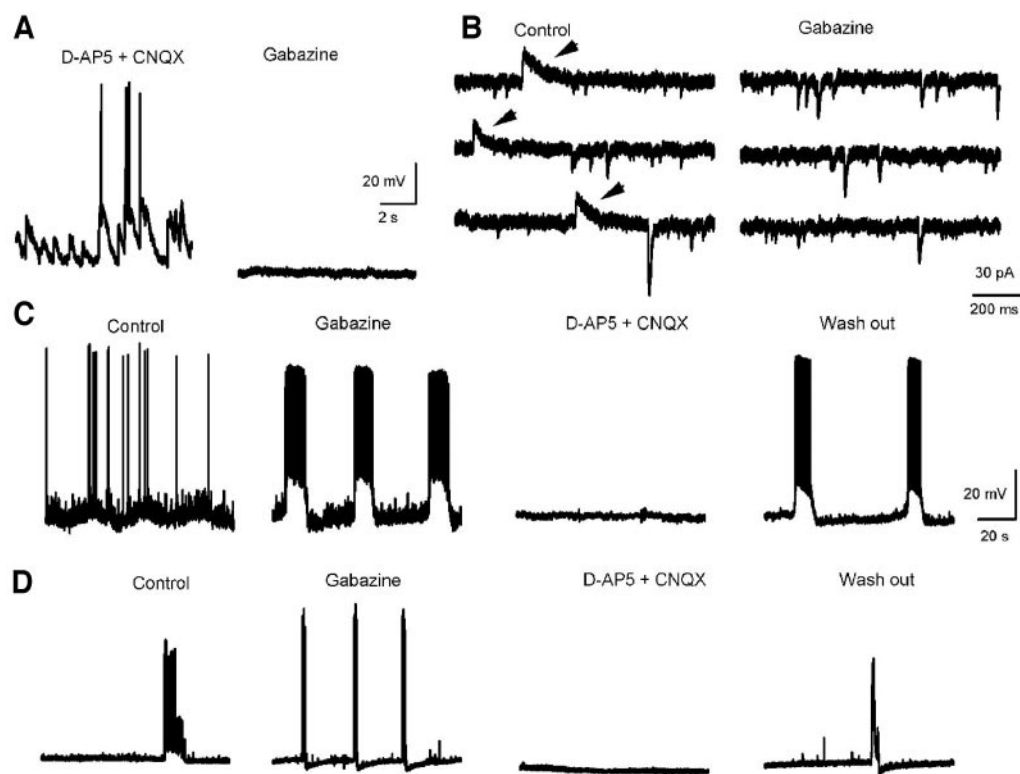 A
D-AP5 + CNQX
Gabazine
20 mV
2 s
B
Control
Gabazine
30 pA
200 ms
C
Control
Gabazine
D-AP5 + CNQX
Wash out
20 mV
20 s
D
Control
Gabazine
D-AP5 + CNQX
Wash out